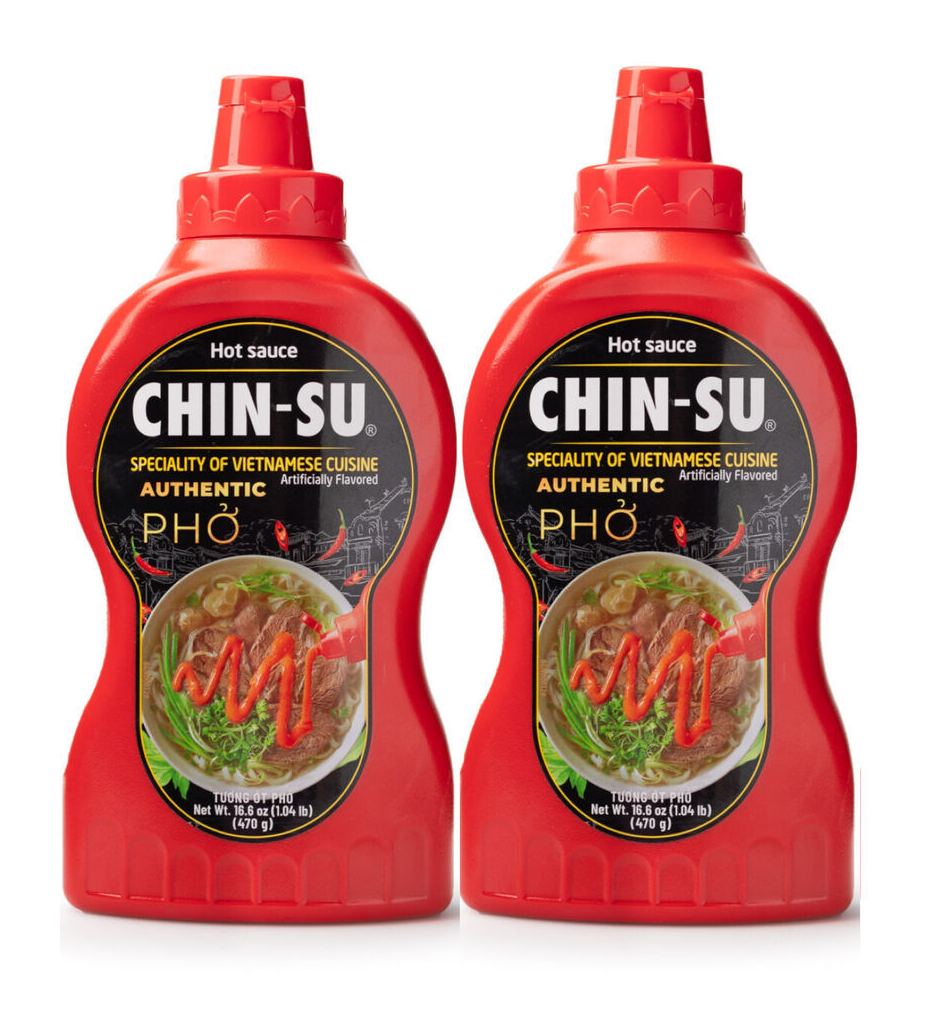 Hot sauce
CHIN-SU®
SPECIALITY OF VIETNAMESE CUISINE
Artificially Flavored
AUTHENTIC
PHỞ
TƯƠNG ỚT PHỞ
Net Wt. 16.6 oz (1.04 lb)
(470 g)
Hot sauce
CHIN-SU®
SPECIALITY OF VIETNAMESE CUISINE
Artificially Flavored
AUTHENTIC
PHỞ
TƯƠNG ỚT PHỞ
Net Wt. 16.6 oz (1.04 lb)
(470 g)